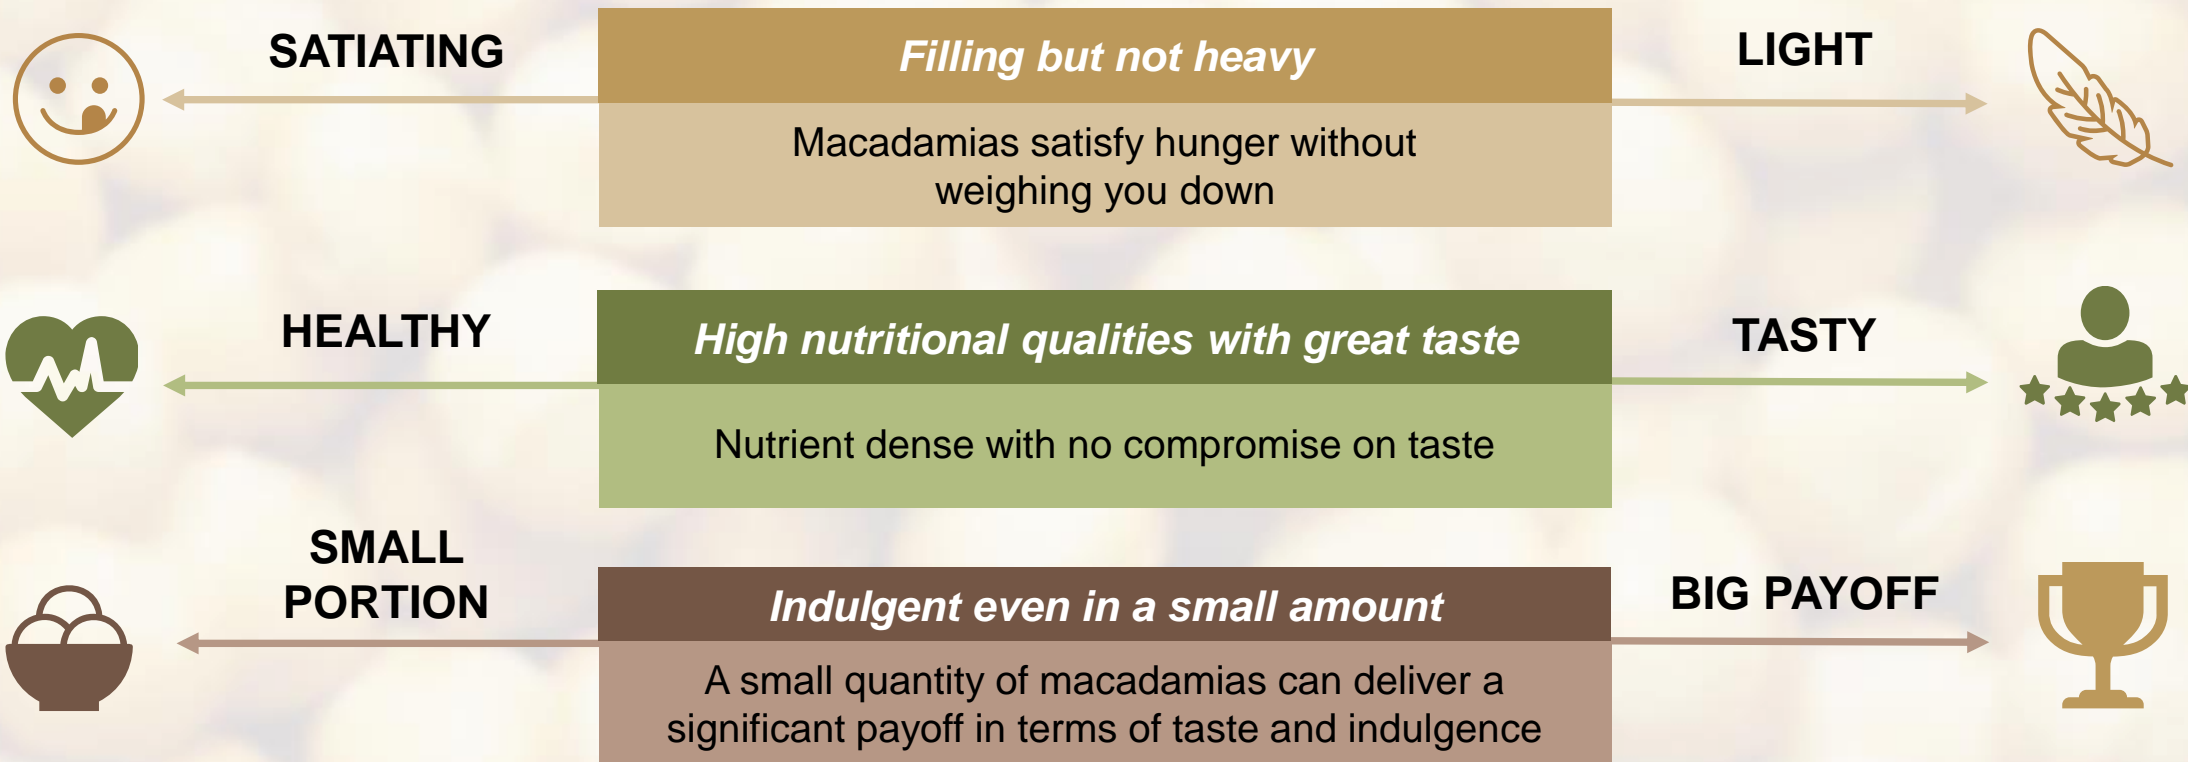 SATIATING
Filling but not heavy
LIGHT
Macadamias satisfy hunger without
weighing you down
HEALTHY
High nutritional qualities with great taste
TASTY
Nutrient dense with no compromise on taste
SMALL
PORTION
Indulgent even in a small amount
BIG PAYOFF
A small quantity of macadamias can deliver a
significant payoff in terms of taste and indulgence